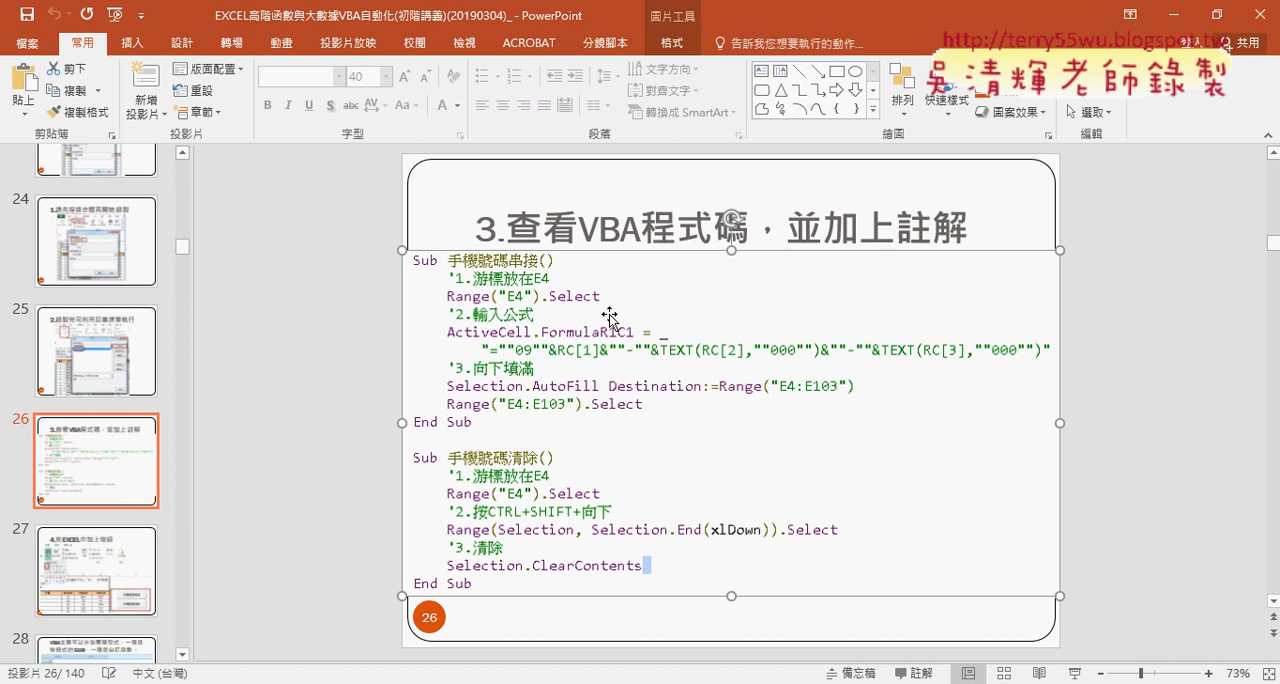 EXCEL高階函數與大數據VBA自動化(初階講義)(20190304)_ - PowerPoint
圖片工具
檔案
常用
插入
設計
轉場
動畫
投影片放映
校閱
檢視
ACROBAT
分鏡腳本
格式
告訴我您想要執行的動作...
登入
共用
http://terry55wu.blogspot.tw
吳清輝老師錄製
貼上
剪下
複製
複製格式
剪貼簿
新增
投影片
版面配置
重設
章節
投影片
40
字型
文字方向
對齊文字
轉換成 SmartArt
段落
排列
快速樣式
圖案效果
繪圖
選取
編輯
24
25
26
27
28
3.查看VBA程式碼，並加上註解
Sub 手機號碼串接()
'1.游標放在E4
Range("E4").Select
'2.輸入公式
ActiveCell.FormulaR1C1 = _
"=""09""&RC[1]&""-""&TEXT(RC[2],""000"")&""-""&TEXT(RC[3],""000"")"
'3.向下填滿
Selection.AutoFill Destination:=Range("E4:E103")
Range("E4:E103").Select
End Sub
Sub 手機號碼清除()
'1.游標放在E4
Range("E4").Select
'2.按CTRL+SHIFT+向下
Range(Selection, Selection.End(xlDown)).Select
'3.清除
Selection.ClearContents
End Sub
26
投影片 26/140
中文 (台灣)
備忘稿
註解
73%